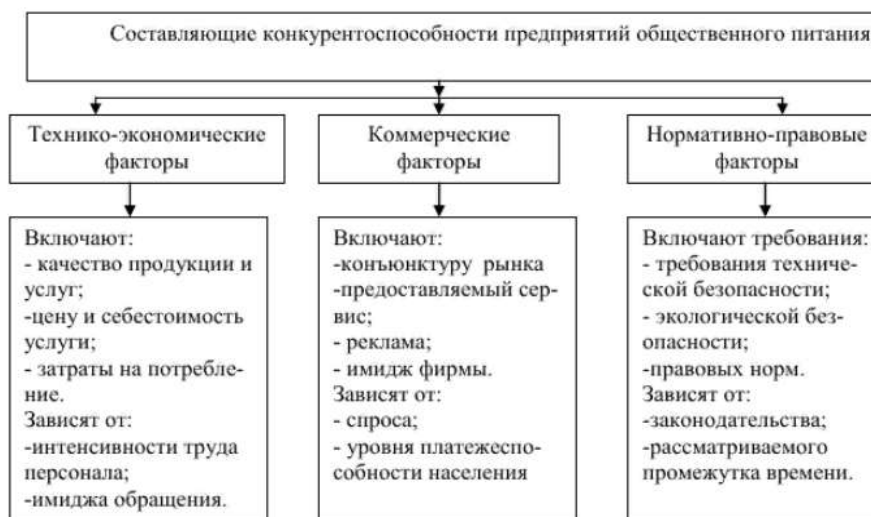 Составляющие конкурентоспособности предприятий общественного питания
Технико-экономические
факторы
Коммерческие
факторы
Нормативно-правовые
факторы
Включают:
- качество продукции и
услуг;
-цену и себестоимость
услуги;
- затраты на потребле-
ние.
Зависят от:
-интенсивности труда
персонала;
-имиджа обращения.
Включают:
-конъюнктуру рынка
-предоставляемый сер-
вис;
- реклама;
- имидж фирмы.
Зависят от:
- спроса;
- уровня платежеспо-
собности населения
Включают требования:
- требования техниче-
ской безопасности;
- экологической без-
опасности;
-правовых норм.
Зависят от:
-законодательства;
-рассматриваемого
промежутка времени.